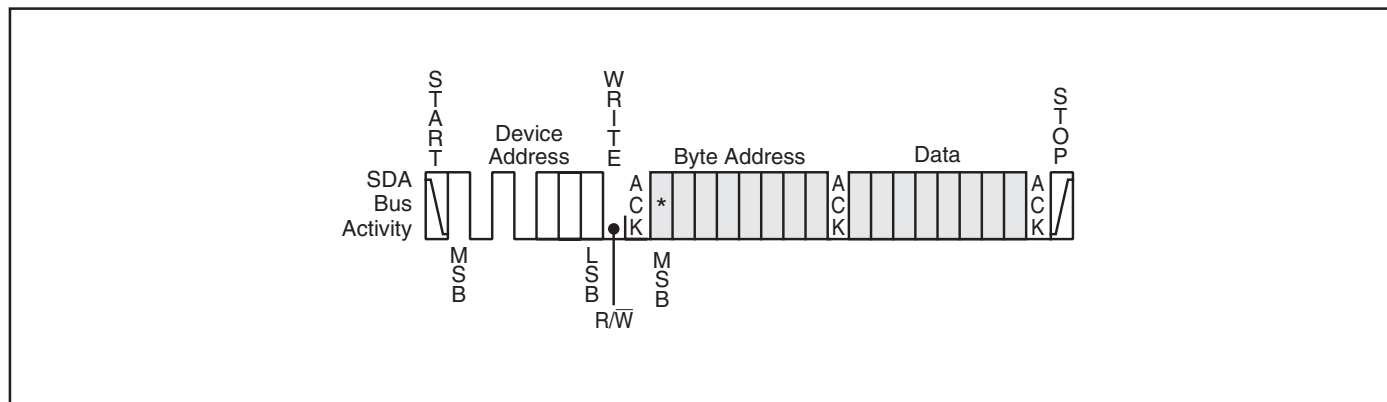 START
WRITE
STOP
Device
Address
Byte Address
Data
SDA
Bus
Activity
ACK
*
ACK
ACK
MSB
LSB
MSB
R/W̅